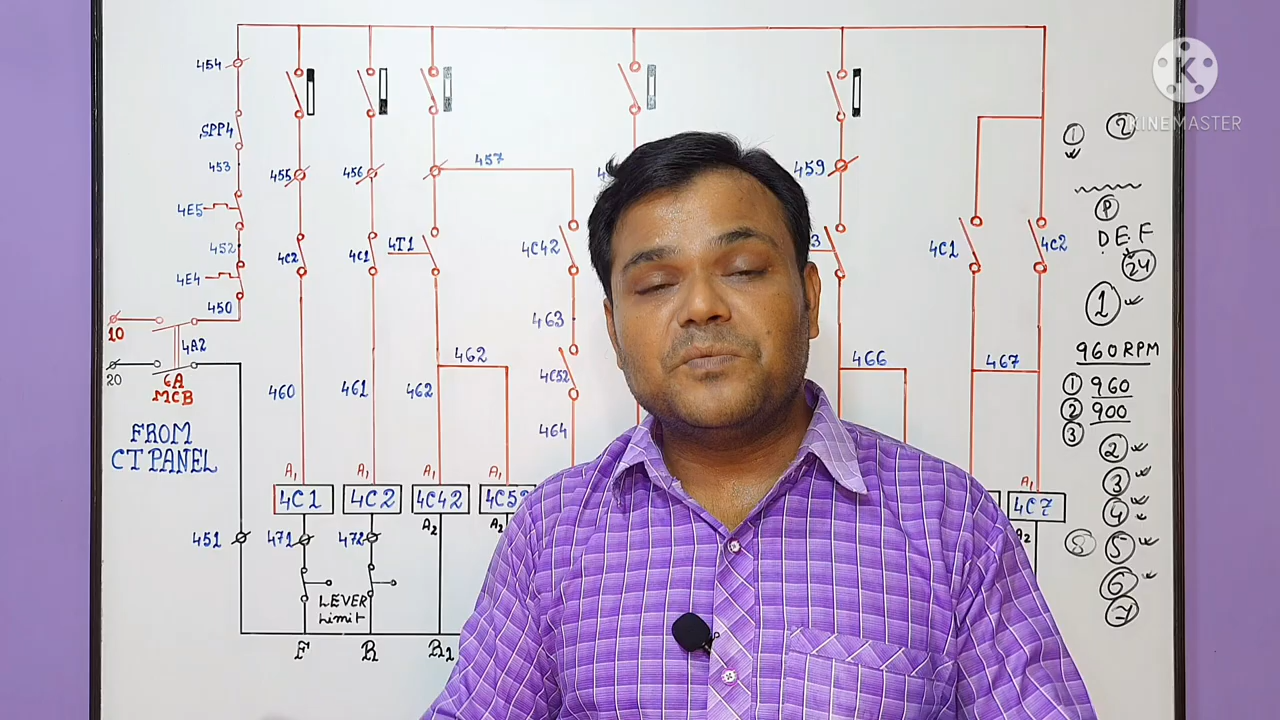 454
SPP4
453
4E5
452
4E4
450
10
4A2
20
6A
MCB
FROM
CT PANEL
451
455
456
457
459
4C2
4C1
4T1
4C42
3
4C1
4C2
463
4C52
464
462
466
467
460
461
462
A1
A1
A1
A1
A1
4C1
4C2
4C42
4C52
4C7
A2
A2
A2
471
472
LEVER
Limit
F
R
KINEMASTER
K
1
2
P
DEF
24
1
960 RPM
1 960
2 900
3
2
3
4
8 5
6
7